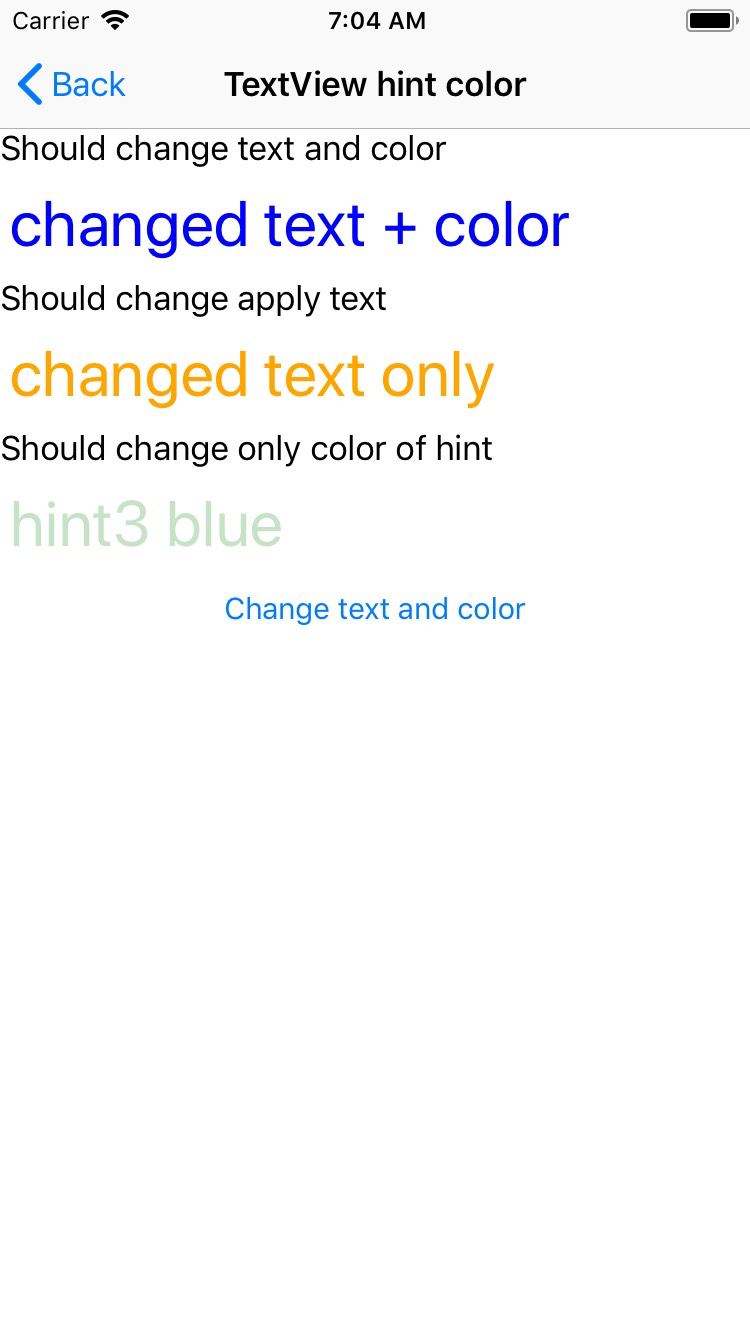 Carrier 7:04 AM
Back TextView hint color
Should change text and color
changed text + color
Should change apply text
changed text only
Should change only color of hint
hint3 blue
Change text and color